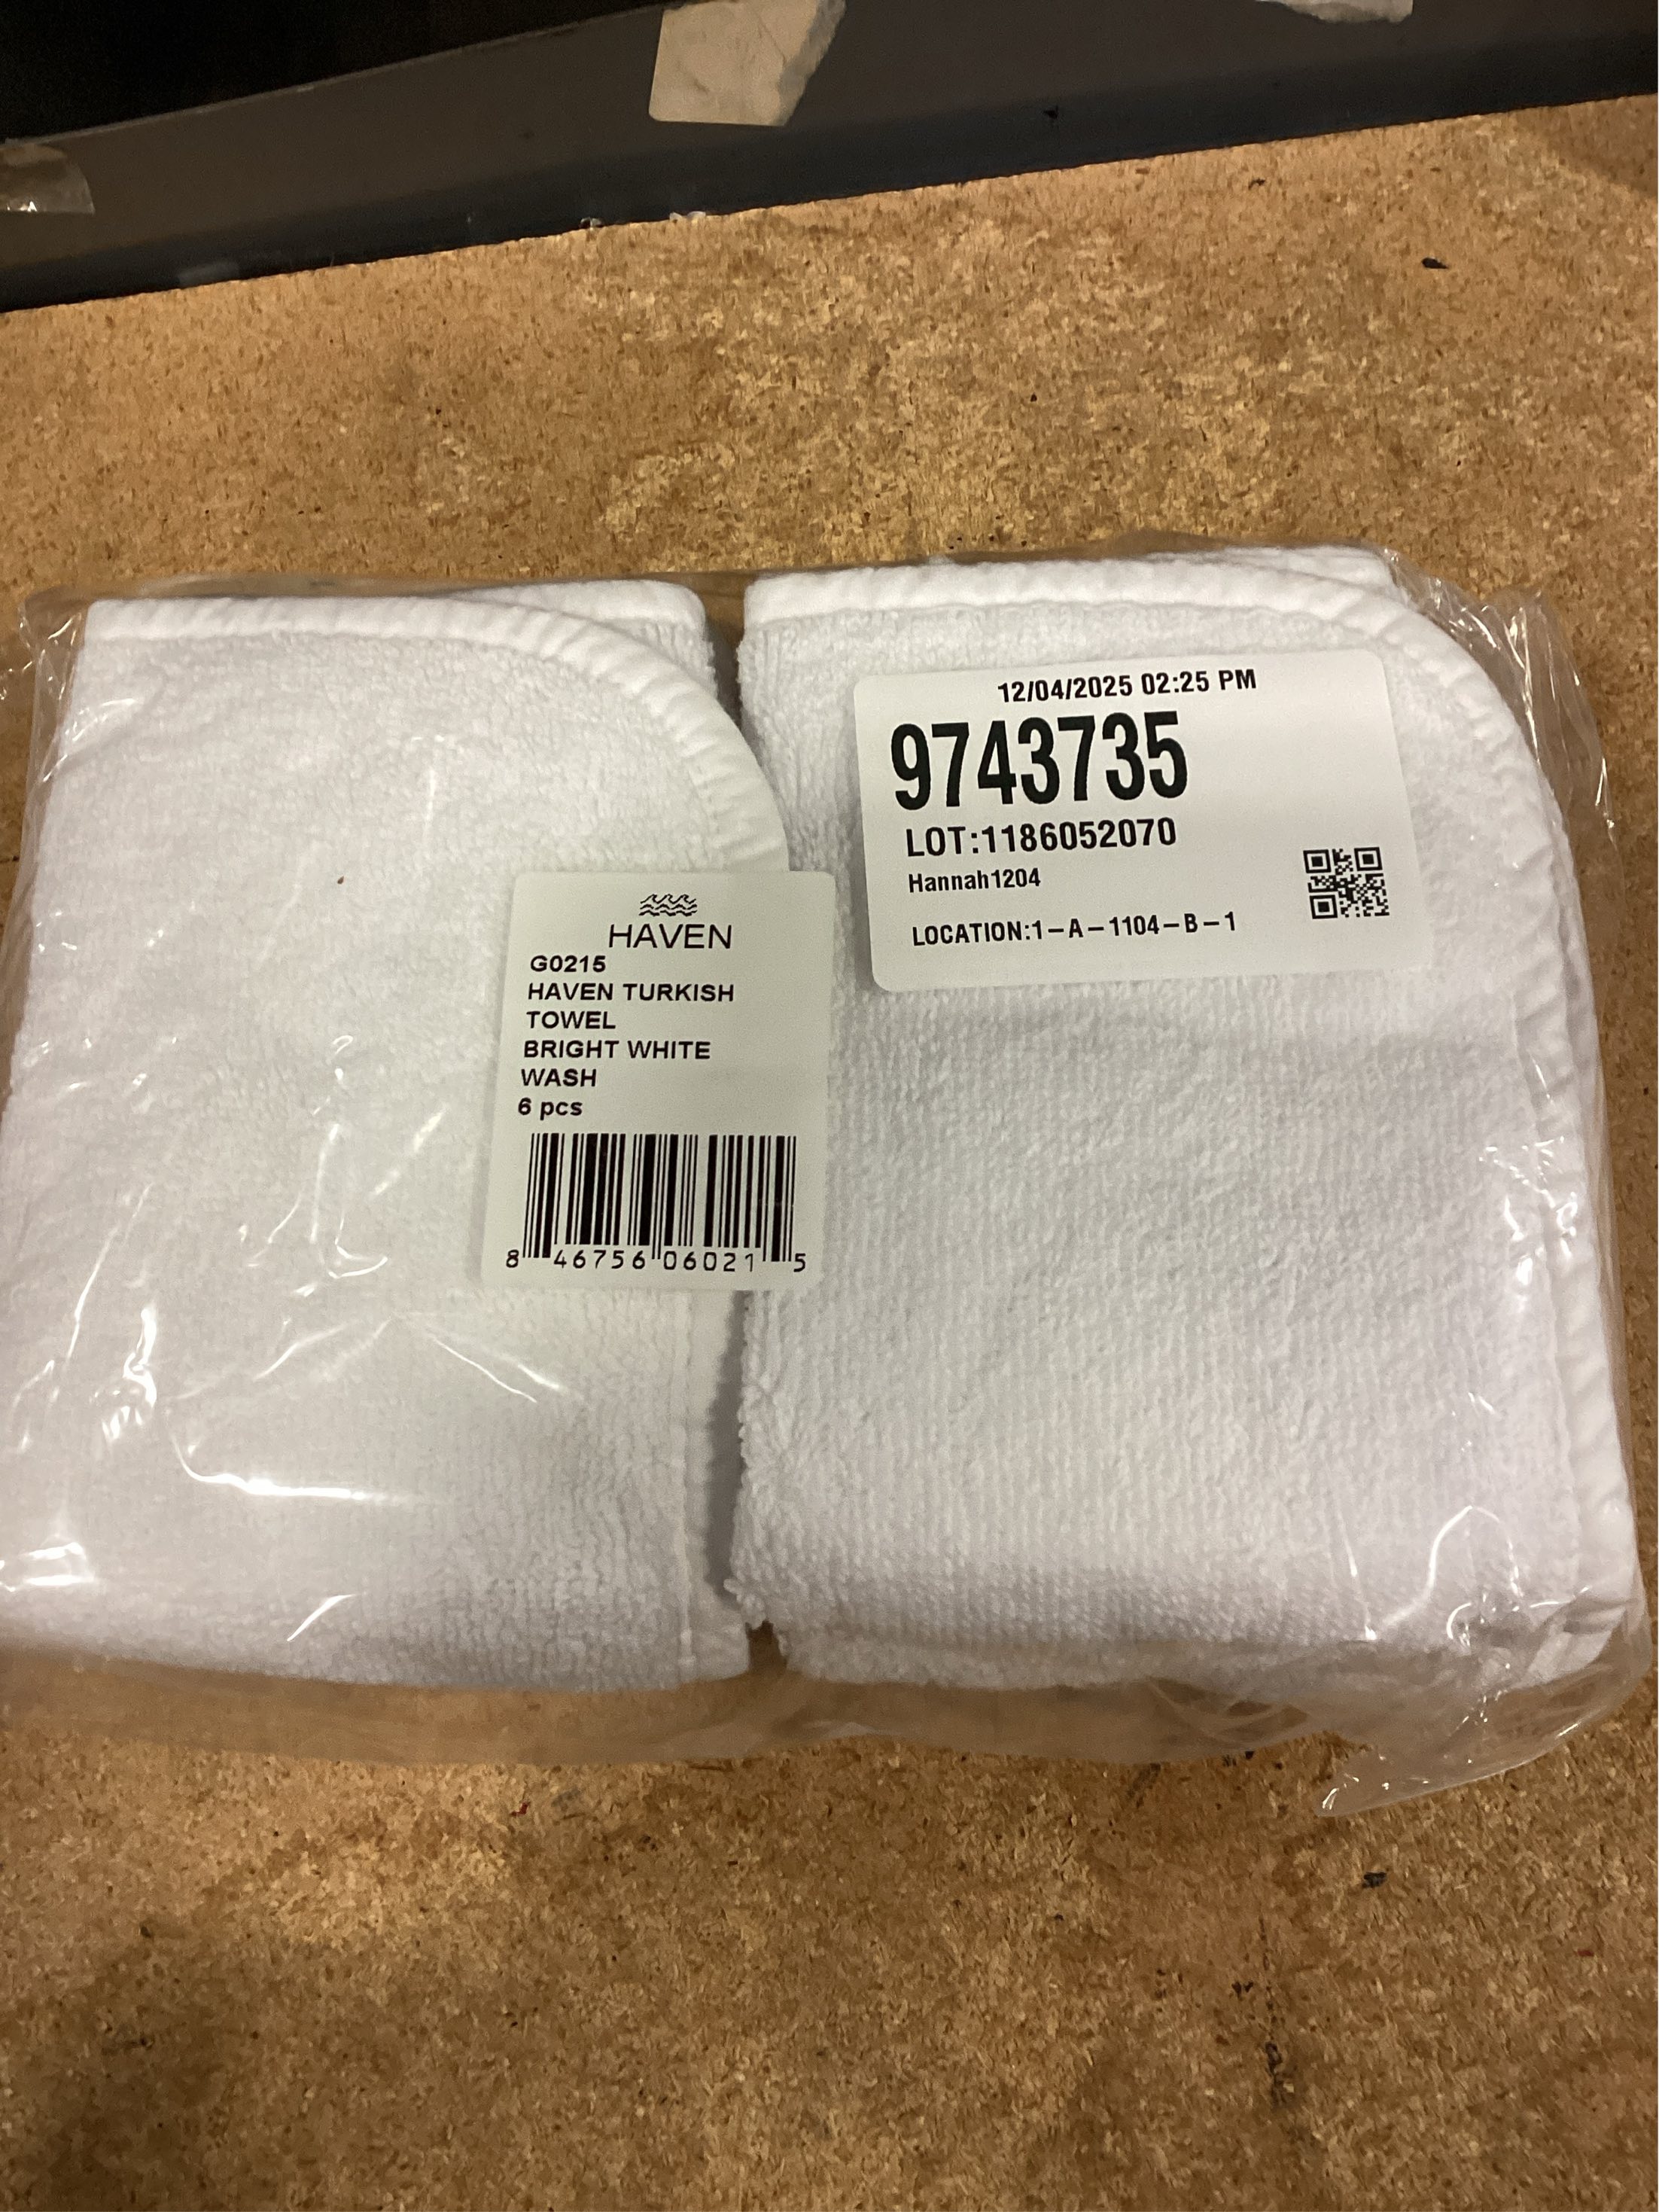 12/04/2025 02:25 PM
9743735
LOT:1186052070
Hannah1204
LOCATION:1-A-1104-B-1
HAVEN
G0215
HAVEN TURKISH
TOWEL
BRIGHT WHITE
WASH
6 pcs
8 46756 06021 5